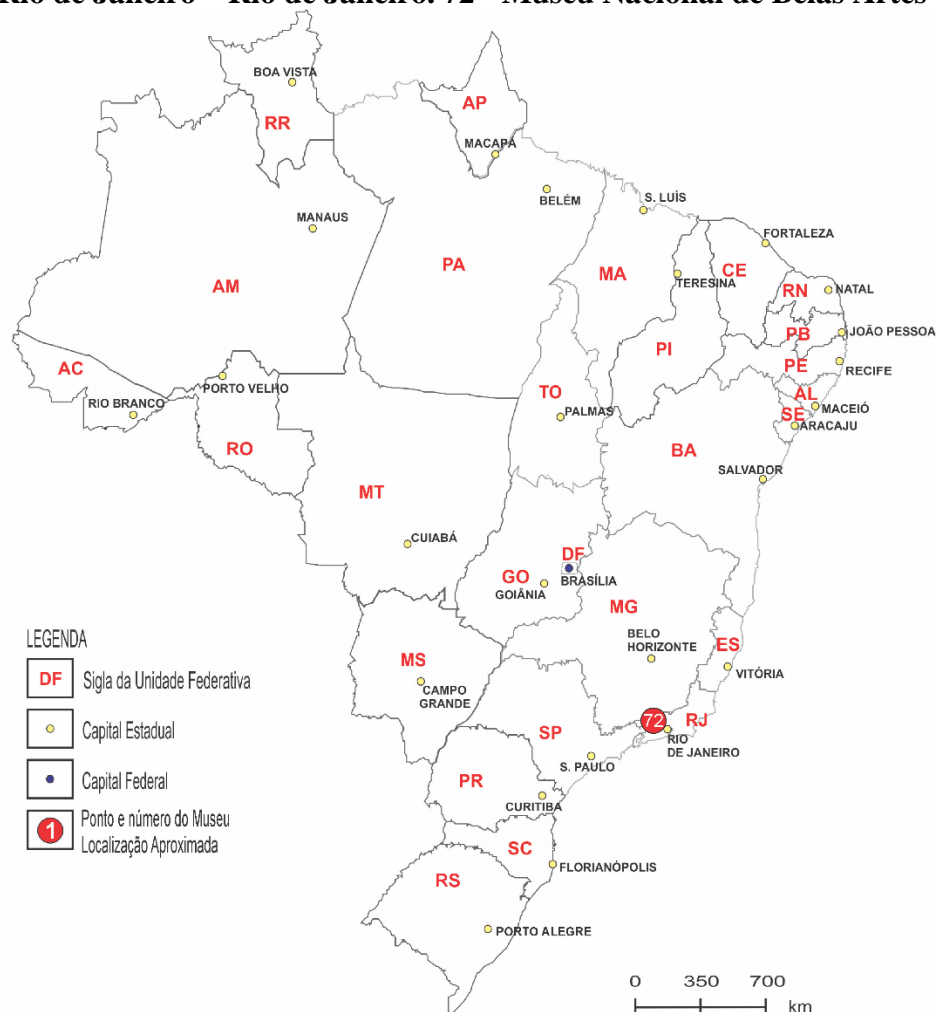 Rio de Janeiro – Rio de Janeiro. 72 - Museu Nacional de Belas Artes
BOA VISTA
RR
AP
MACAPÁ
BELÉM
S. LUÍS
MANAUS
FORTALEZA
PA
MA
CE
TERESINA
AM
RN
NATAL
PB
JOÃO PESSOA
PI
PE
RECIFE
AC
PORTO VELHO
TO
AL
RIO BRANCO
PALMAS
MACEIÓ
SE
ARACAJU
RO
BA
SALVADOR
MT
CUIABÁ
DF
GO
BRASÍLIA
GOIÂNIA
MG
BELO
HORIZONTE
ES
VITÓRIA
MS
CAMPO
GRANDE
72
RJ
RIO
DE JANEIRO
SP
S. PAULO
PR
CURITIBA
SC
FLORIANÓPOLIS
RS
PORTO ALEGRE
LEGENDA
DF Sigla da Unidade Federativa
Capital Estadual
Capital Federal
1 Ponto e número do Museu
Localização Aproximada
0 350 700
km